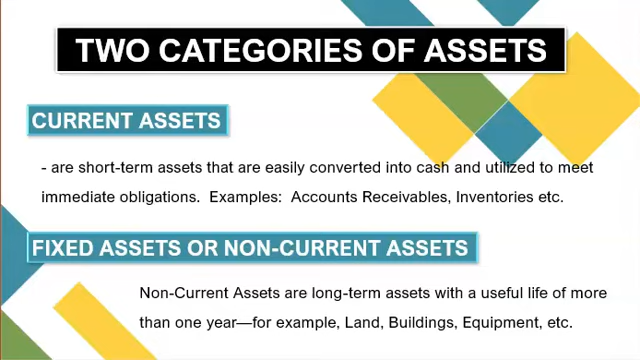 TWO CATEGORIES OF ASSETS
CURRENT ASSETS
- are short-term assets that are easily converted into cash and utilized to meet
immediate obligations. Examples: Accounts Receivables, Inventories etc.
FIXED ASSETS OR NON-CURRENT ASSETS
Non-Current Assets are long-term assets with a useful life of more
than one year—for example, Land, Buildings, Equipment, etc.